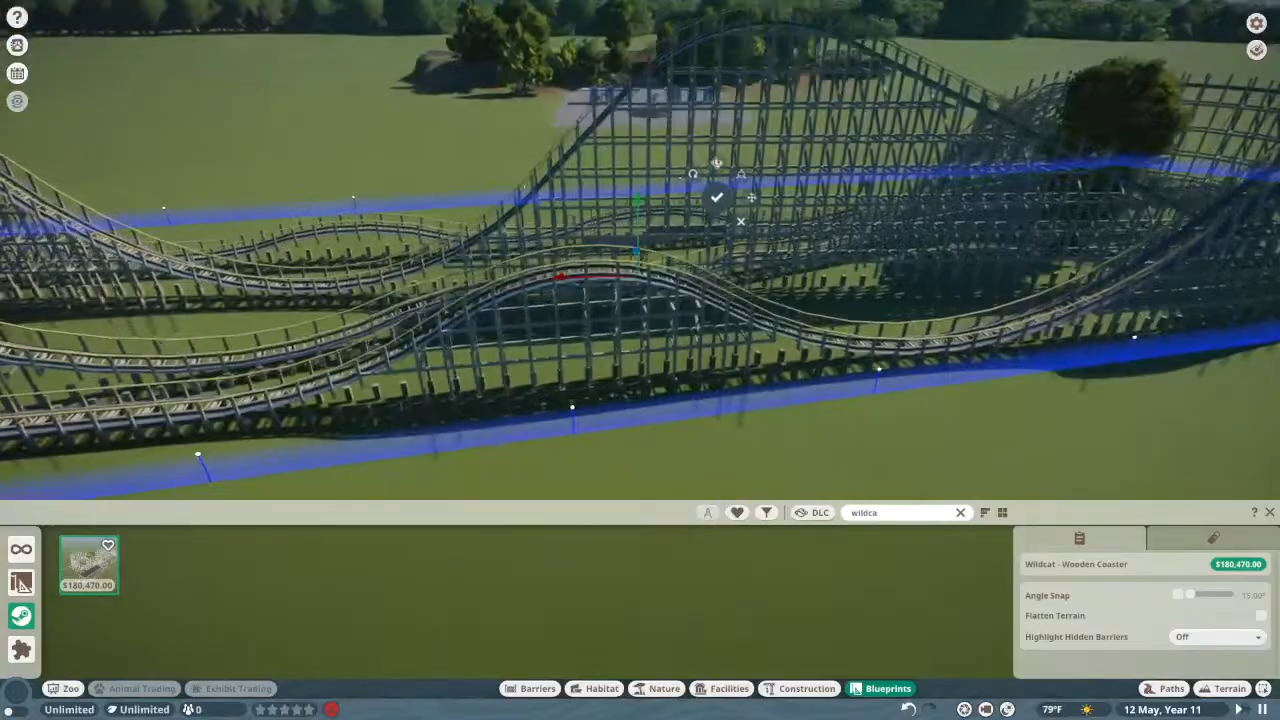 ?
DLC
wildca
?
$180,470.00
Wildcat - Wooden Coaster
$180,470.00
Angle Snap
15.00°
Flatten Terrain
Highlight Hidden Barriers
Off
Zoo
Animal Trading
Exhibit Trading
Barriers
Habitat
Nature
Facilities
Construction
Blueprints
Paths
Terrain
Unlimited
Unlimited
0
79°F
12 May, Year 11